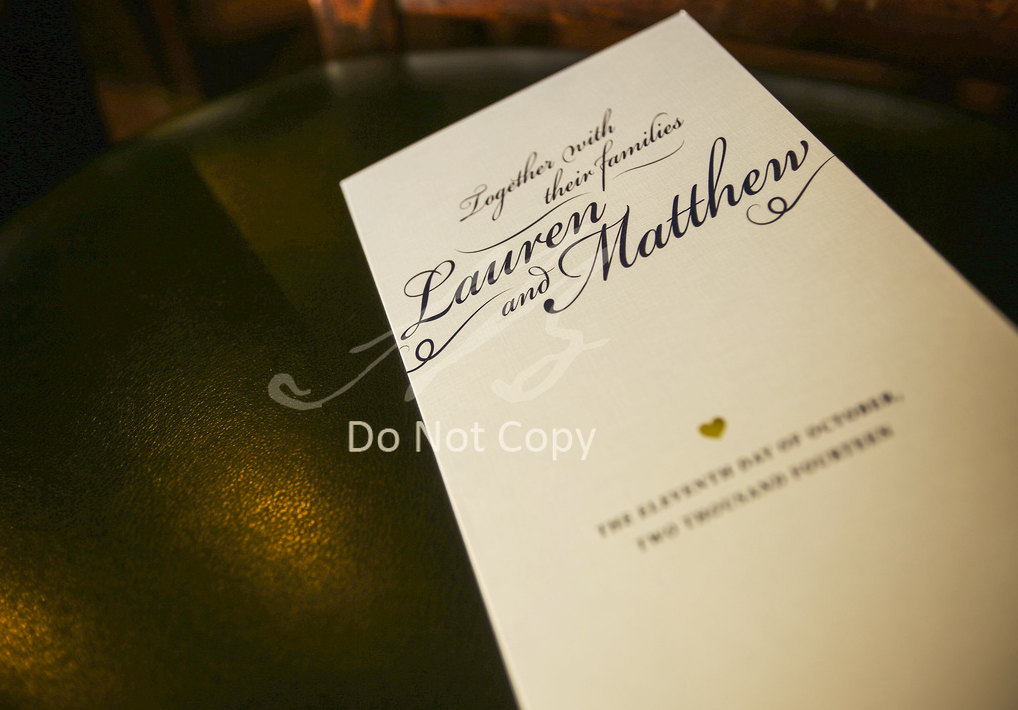 Together with
their families
Lauren
and Matthew
Do Not Copy
THE ELEVENTH DAY OF OCTOBER,
TWO THOUSAND FOURTEEN